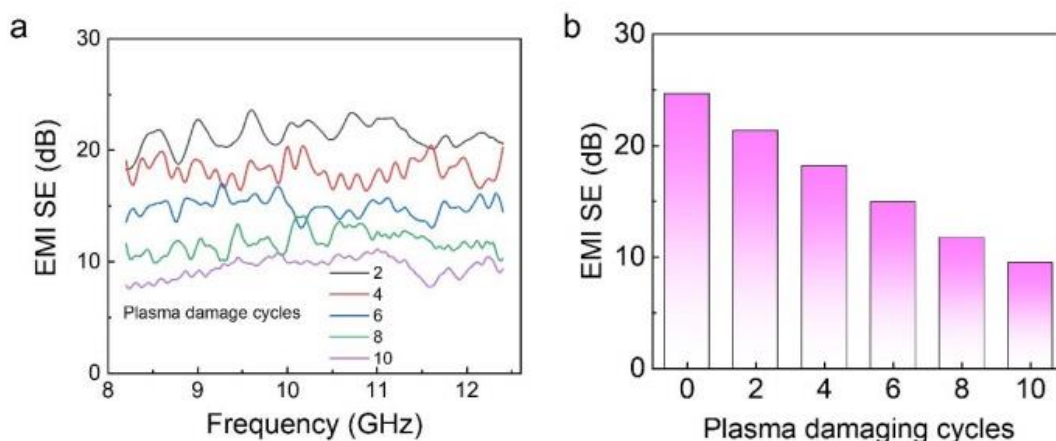 a
EMI SE (dB)
30
20
10
0
Plasma damage cycles
2
4
6
8
10
8 9 10 11 12
Frequency (GHz)
b
EMI SE (dB)
30
20
10
0
0 2 4 6 8 10
Plasma damaging cycles